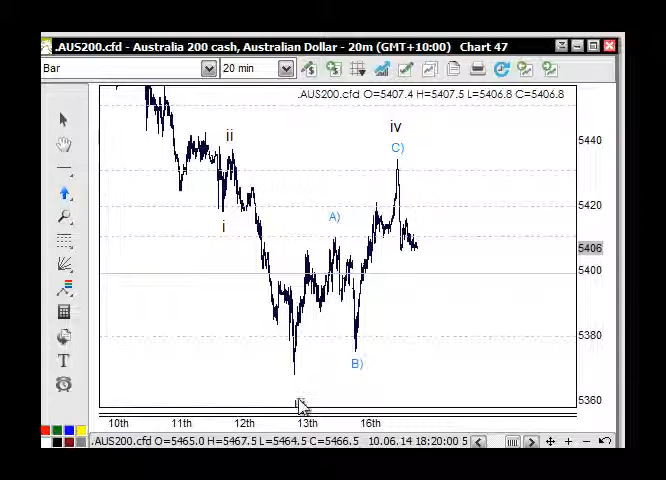 .AUS200.cfd - Australia 200 cash, Australian Dollar - 20m (GMT+10:00) Chart 47
Bar 20 min
.AUS200.cfd O=5407.4 H=5407.5 L=5406.8 C=5406.8
iv
ii
C)
5440
A)
5420
i
5406
5400
5380
B)
5360
10th 11th 12th 13th 16th
.AUS200.cfd O=5465.0 H=5467.5 L=5464.5 C=5466.5 10.06.14 18:20:00 5